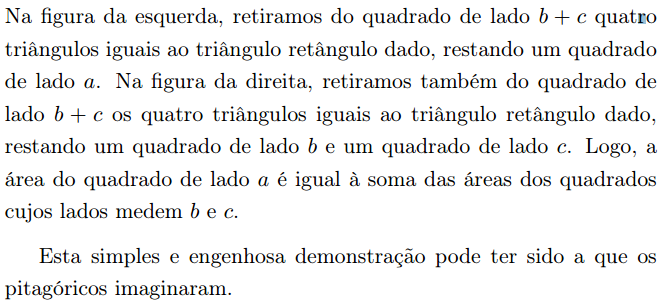 Na figura da esquerda, retiramos do quadrado de lado b + c quatro
triângulos iguais ao triângulo retângulo dado, restando um quadrado
de lado a. Na figura da direita, retiramos também do quadrado de
lado b + c os quatro triângulos iguais ao triângulo retângulo dado,
restando um quadrado de lado b e um quadrado de lado c. Logo, a
área do quadrado de lado a é igual à soma das áreas dos quadrados
cujos lados medem b e c.
Esta simples e engenhosa demonstração pode ter sido a que os
pitagóricos imaginaram.